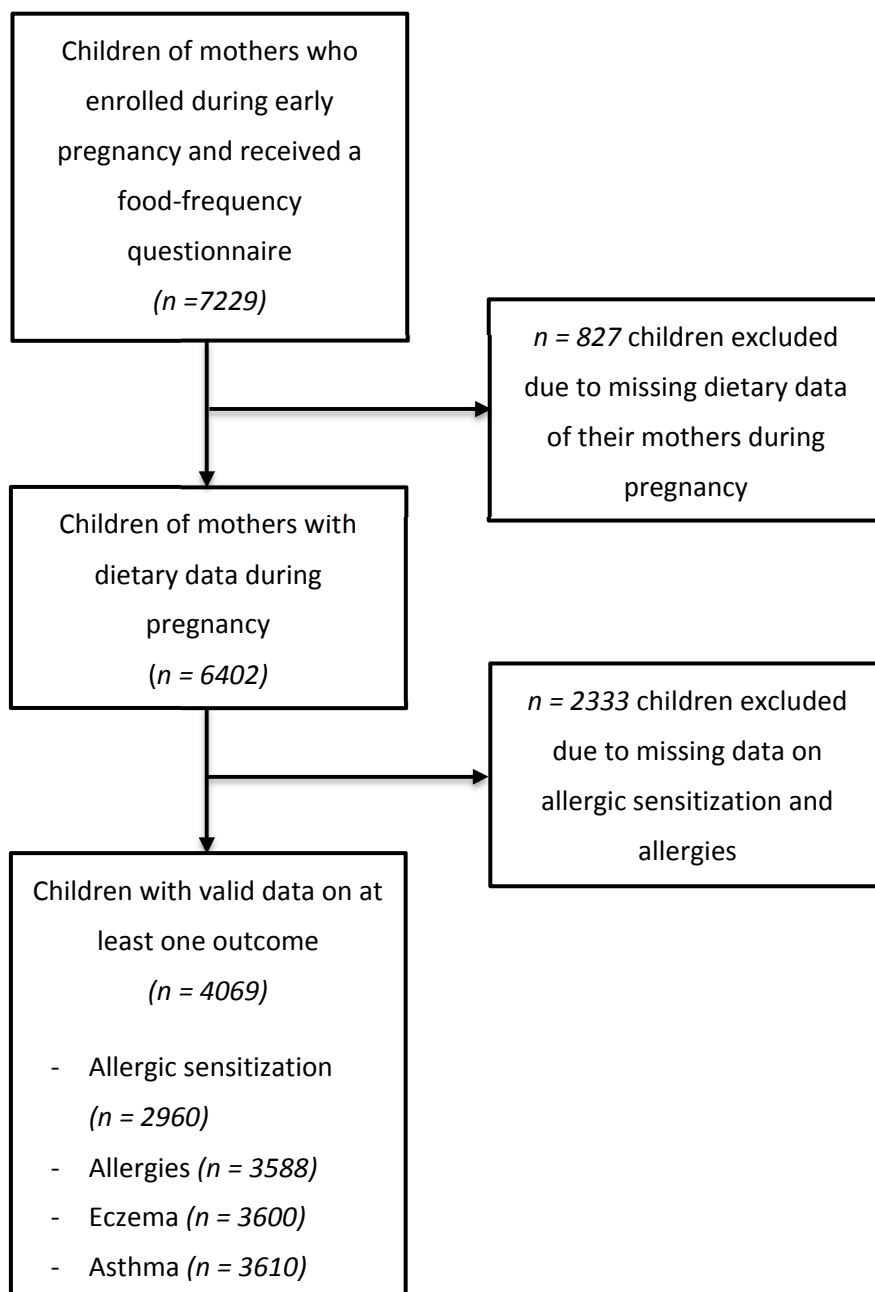 Children of mothers who
enrolled during early
pregnancy and received a
food-frequency
questionnaire
(n =7229)
n = 827 children excluded
due to missing dietary data
of their mothers during
pregnancy
Children of mothers with
dietary data during
pregnancy
(n = 6402)
n = 2333 children excluded
due to missing data on
allergic sensitization and
allergies
Children with valid data on at
least one outcome
(n = 4069)
- Allergic sensitization
(n = 2960)
- Allergies (n = 3588)
- Eczema (n = 3600)
- Asthma (n = 3610)